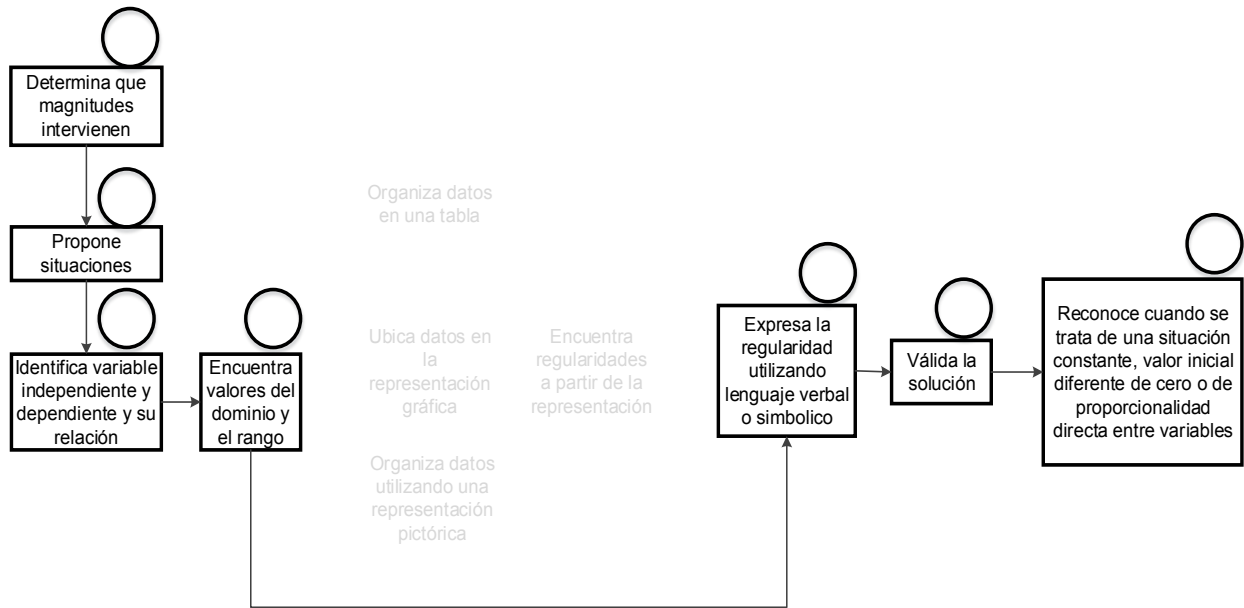 Determina que
magnitudes
intervienen
Propone
situaciones
Identifica variable
independiente y
dependiente y su
relación
Encuentra
valores del
dominio y
el rango
Organiza datos
en una tabla
Ubica datos en
la
representación
gráfica
Organiza datos
utilizando una
representación
pictórica
Encuentra
regularidades
a partir de la
representación
Expresa la
regularidad
utilizando
lenguaje verbal
o simbolico
Válida la
solución
Reconoce cuando se
trata de una situación
constante, valor inicial
diferente de cero o de
proporcionalidad
directa entre variables